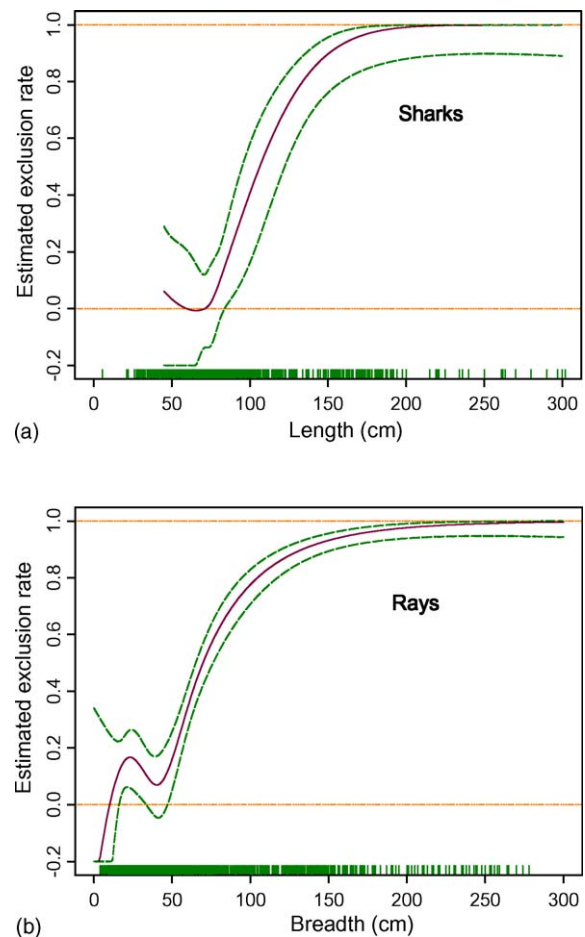 Estimated exclusion rate
1.0
0.8
0.6
0.4
0.2
0.0
-0.2
Sharks
0 50 100 150 200 250 300
Length (cm)
(a)
Estimated exclusion rate
1.0
0.8
0.6
0.4
0.2
0.0
-0.2
Rays
0 50 100 150 200 250 300
Breadth (cm)
(b)